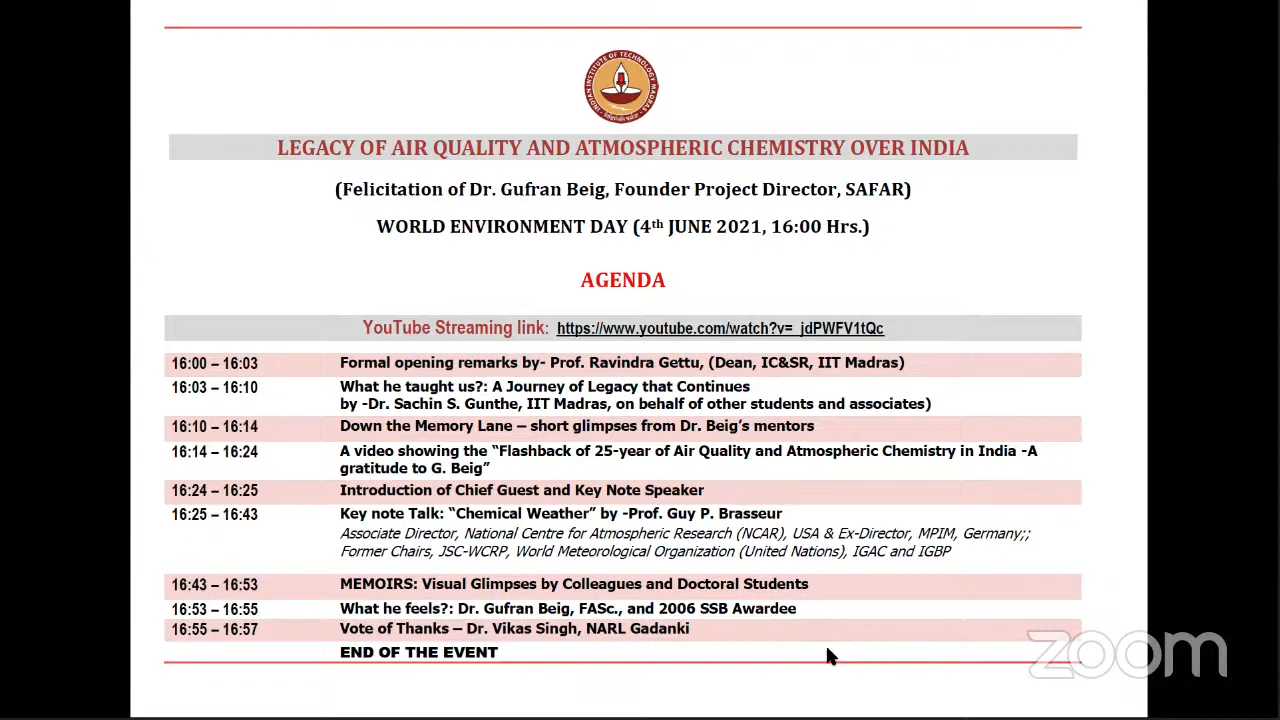 INDIAN INSTITUTE OF TECHNOLOGY MADRAS
LEGACY OF AIR QUALITY AND ATMOSPHERIC CHEMISTRY OVER INDIA
(Felicitation of Dr. Gufran Beig, Founder Project Director, SAFAR)
WORLD ENVIRONMENT DAY (4th JUNE 2021, 16:00 Hrs.)
AGENDA
YouTube Streaming link: https://www.youtube.com/watch?v=_jdPWFV1tQc
16:00 – 16:03 Formal opening remarks by- Prof. Ravindra Gettu, (Dean, IC&SR, IIT Madras)
16:03 – 16:10 What he taught us?: A Journey of Legacy that Continues
by -Dr. Sachin S. Gunthe, IIT Madras, on behalf of other students and associates)
16:10 – 16:14 Down the Memory Lane – short glimpses from Dr. Beig's mentors
16:14 – 16:24 A video showing the “Flashback of 25-year of Air Quality and Atmospheric Chemistry in India -A
gratitude to G. Beig”
16:24 – 16:25 Introduction of Chief Guest and Key Note Speaker
16:25 – 16:43 Key note Talk: “Chemical Weather” by -Prof. Guy P. Brasseur
Associate Director, National Centre for Atmospheric Research (NCAR), USA & Ex-Director, MPIM, Germany;;
Former Chairs, JSC-WCRP, World Meteorological Organization (United Nations), IGAC and IGBP
16:43 – 16:53 MEMOIRS: Visual Glimpses by Colleagues and Doctoral Students
16:53 – 16:55 What he feels?: Dr. Gufran Beig, FASc., and 2006 SSB Awardee
16:55 – 16:57 Vote of Thanks – Dr. Vikas Singh, NARL Gadanki
END OF THE EVENT
zoom